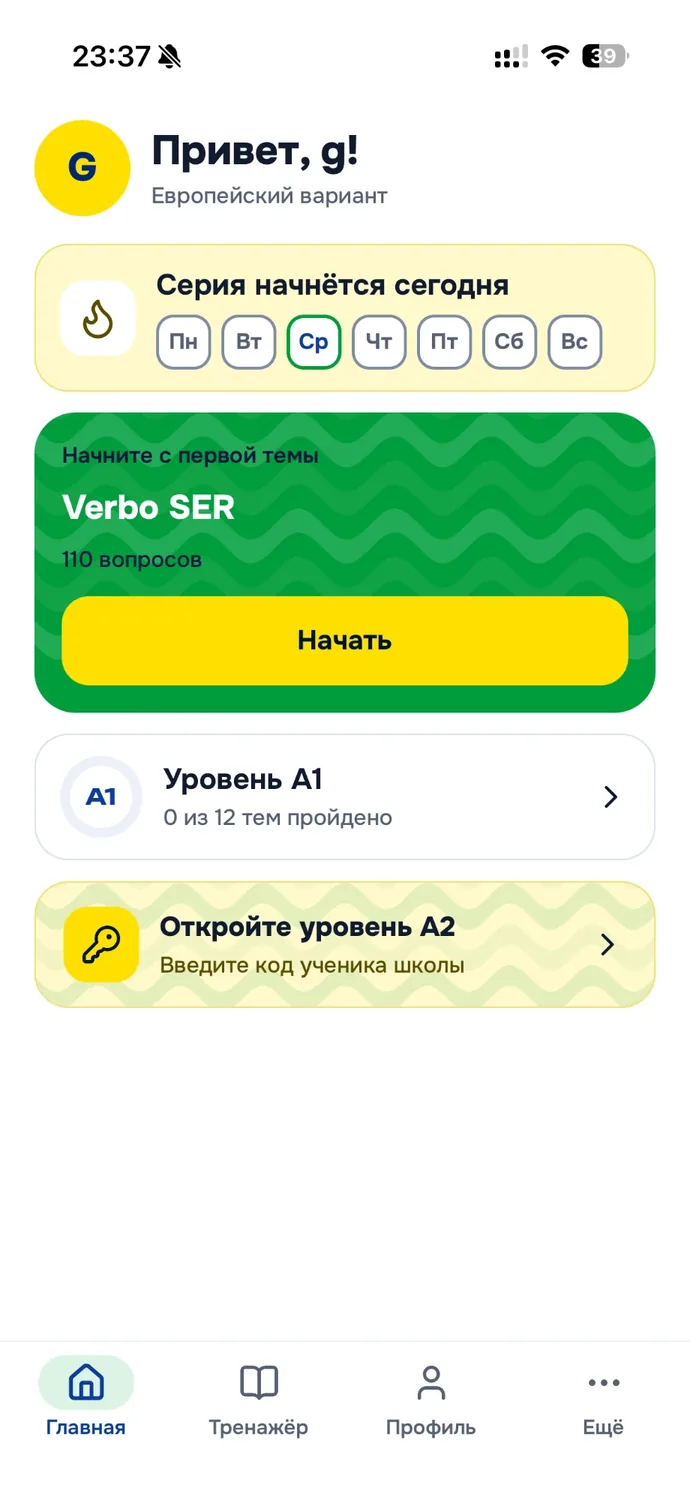 23:37
39
G
Привет, g!
Европейский вариант
Серия начнётся сегодня
Пн Вт Ср Чт Пт Сб Вс
Начните с первой темы
Verbo SER
110 вопросов
Начать
A1
Уровень A1
0 из 12 тем пройдено
Откройте уровень A2
Введите код ученика школы
Главная Тренажёр Профиль Ещё